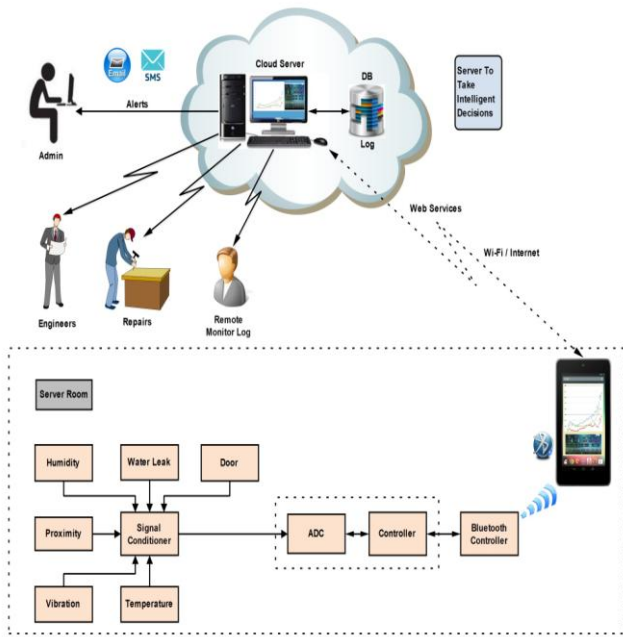 Cloud Server
Email
SMS
DB
Server To
Take
Intelligent
Decisions
Alerts
Admin
Log
Web Services
Wi-Fi / Internet
Engineers
Repairs
Remote
Monitor Log
Server Room
Humidity
Water Leak
Door
Proximity
Signal
Conditioner
ADC
Controller
Bluetooth
Controller
Vibration
Temperature